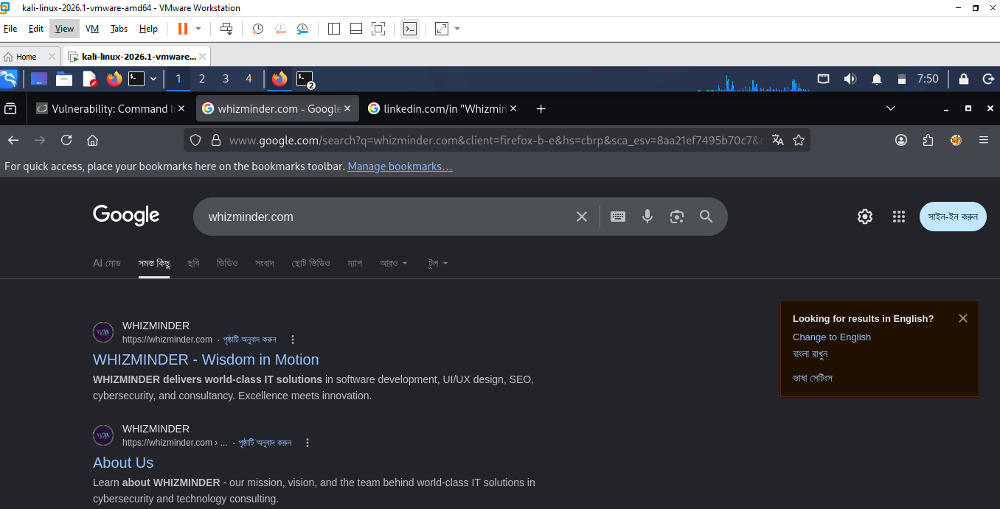 kali-linux-2026.1-vmware-amd64 - VMware Workstation
File Edit View VM Tabs Help
Home kali-linux-2026.1-vmware...
1 2 3 4 2 7:50
Vulnerability: Command I whizminder.com - Google linkedin.com/in "Whizmin
www.google.com/search?q=whizminder.com&client=firefox-b-e&hs=cbrp&sca_esv=8aa21ef7495b70c7&
For quick access, place your bookmarks here on the bookmarks toolbar. Manage bookmarks…
Google whizminder.com সাইন-ইন করুন
AI মোড সমস্ত কিছু ছবি ভিডিও সংবাদ ছোট ভিডিও ম্যাপ আরও টুল
Looking for results in English?
Change to English
বাংলা রাখুন
ভাষা সেটিংস
WHIZMINDER
https://whizminder.com · পৃষ্ঠাটি অনুবাদ করুন
WHIZMINDER - Wisdom in Motion
WHIZMINDER delivers world-class IT solutions in software development, UI/UX design, SEO,
cybersecurity, and consultancy. Excellence meets innovation.
WHIZMINDER
https://whizminder.com › ... · পৃষ্ঠাটি অনুবাদ করুন
About Us
Learn about WHIZMINDER - our mission, vision, and the team behind world-class IT solutions in
cybersecurity and technology consulting.